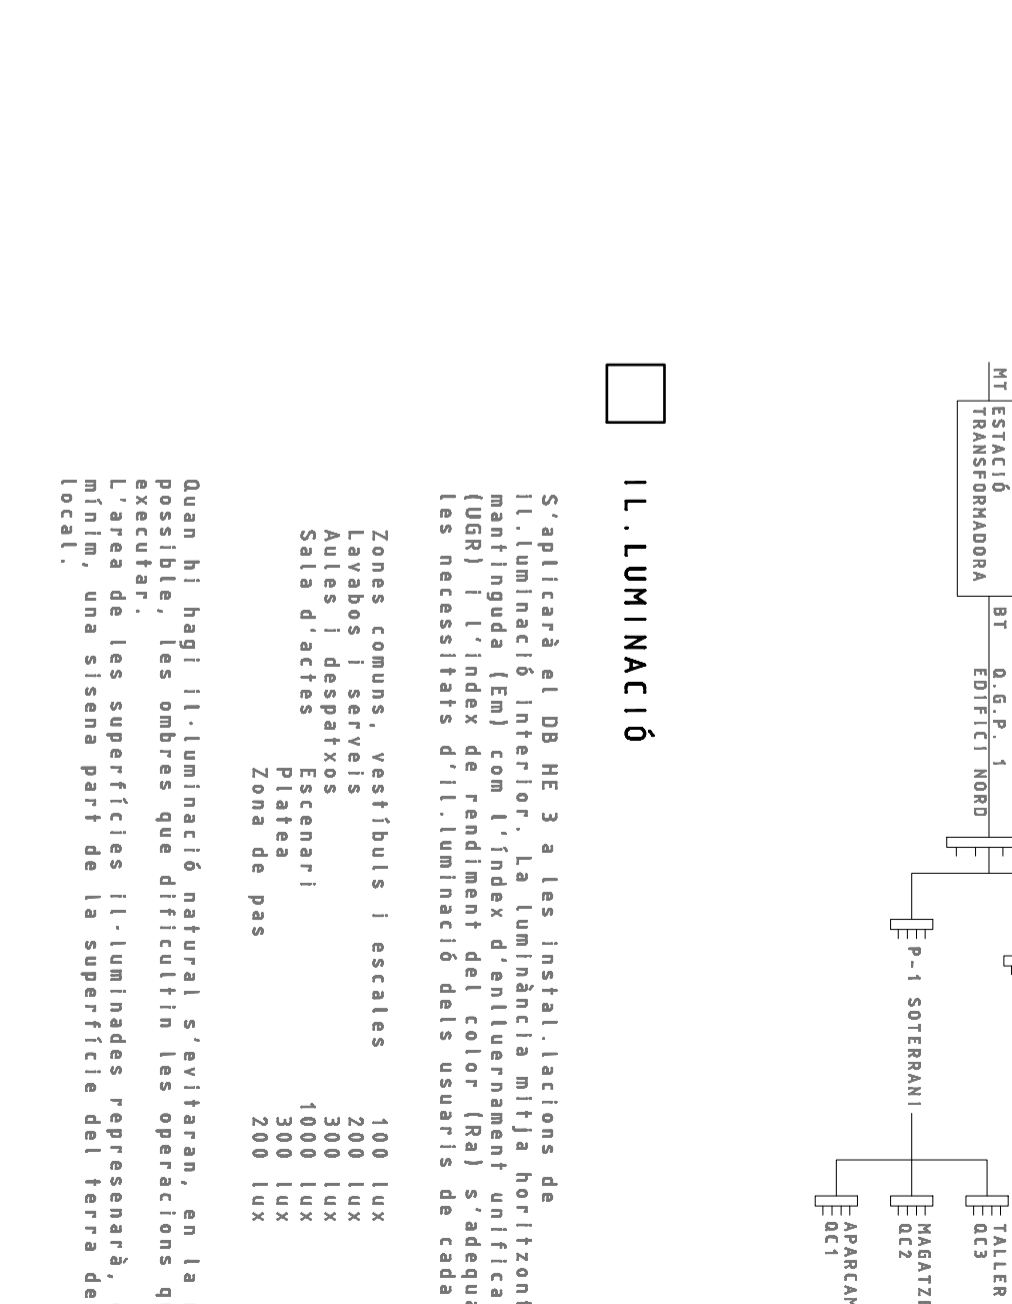 MT
ESTACIÓ
TRANSFORMADORA
BT
Q.G.P. 1
EDIFICI NORD
P-1 SOTERRANI
TALLER
QC3
QC2
QC1
IL.LUMINACIÓ
S'aplicarà el DB HE 3 a les instal.lacions de
il.luminació interior. La luminància mitja
mantinguda (Em) com l'índex d'enlluernament
(UGR) i l'index de rendiment del color (Ra)
les necessitats d'il.luminació dels usuaris de cada
Zones comuns, vestíbuls i escales 100 lux
Lavabos i serveis 200 lux
Aules i despatxos 300 lux
Sala d'actes Escenari 1000 lux
Platea 300 lux
Zona de pas 200 lux
Quan hi hagi il·luminació natural s'evitaran, en la
possible, les ombres que dificultin les operacions
executar.
L'area de les superfícies il·luminades represenarà,
mínim, una sisena part de la superfície del terra de
local.